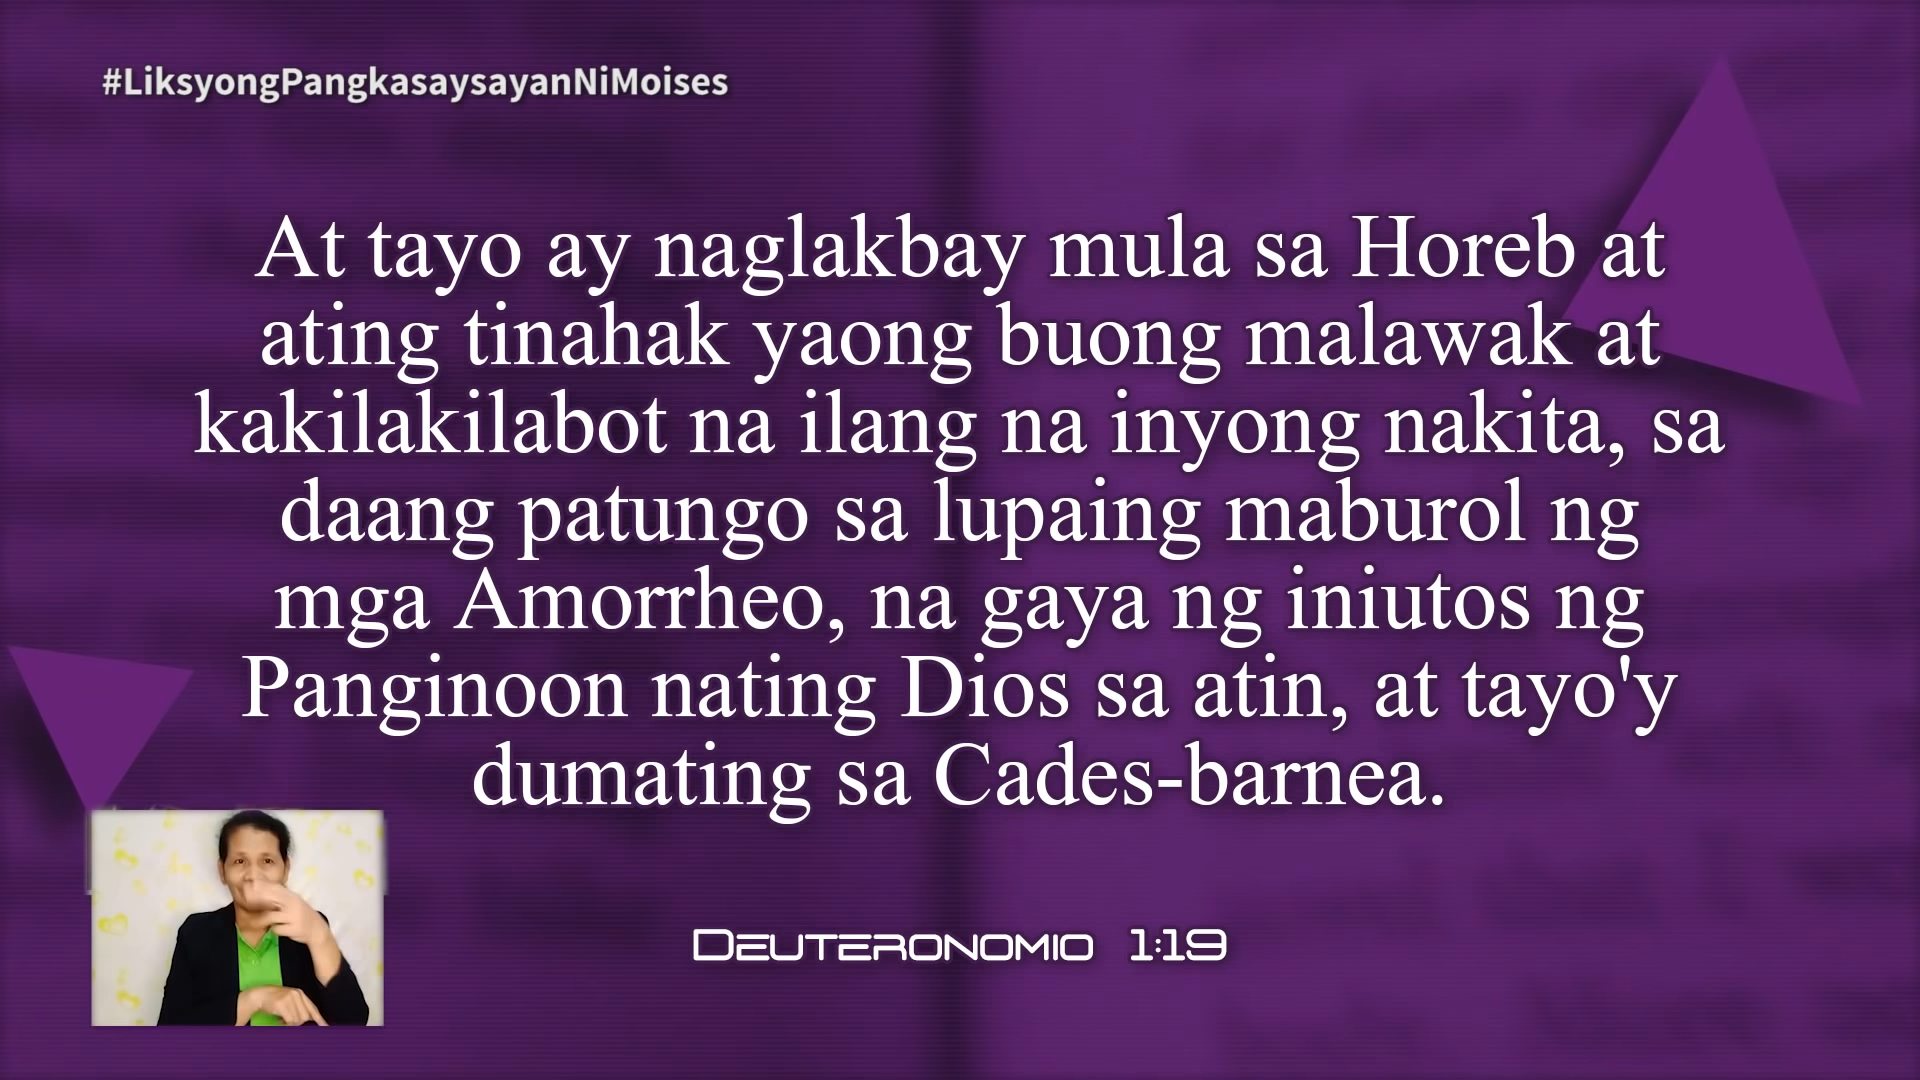 #LiksyongPangkasaysayanNiMoises
At tayo ay naglakbay mula sa Horeb at
ating tinahak yaong buong malawak at
kakilakilabot na ilang na inyong nakita, sa
daang patungo sa lupaing maburol ng
mga Amorrheo, na gaya ng iniutos ng
Panginoon nating Dios sa atin, at tayo'y
dumating sa Cades-barnea.
Deuteronomio 1:19